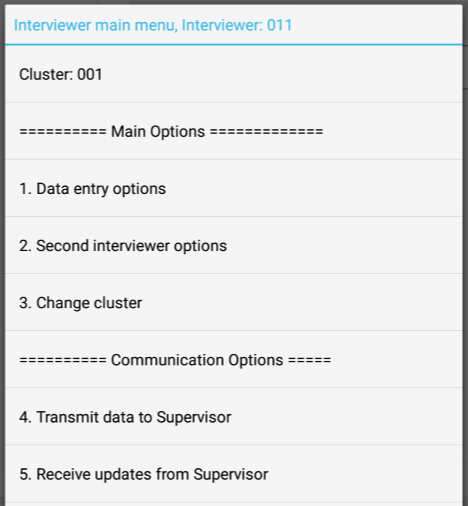 Interviewer main menu, Interviewer: 011
Cluster: 001
========== Main Options =============
1. Data entry options
2. Second interviewer options
3. Change cluster
========== Communication Options =====
4. Transmit data to Supervisor
5. Receive updates from Supervisor